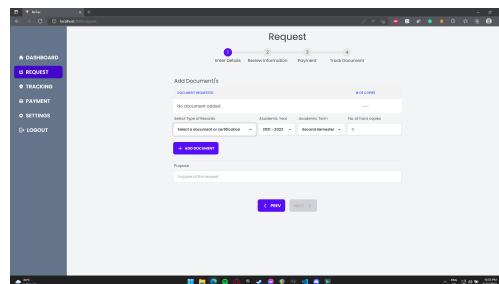 Request
1 2 3 4
Enter Details Review Information Payment Track Document
DASHBOARD
REQUEST
TRACKING
PAYMENT
SETTINGS
LOGOUT
Add Document/s
DOCUMENT REQUESTED # OF COPIES
No document added ----
Select Type of Records Academic Year Academic Term No. of hard copies
Select a document or certification 2021 - 2022 Second Semester 0
+ ADD DOCUMENT
Purpose
Purpose of the request
< PREV NEXT >